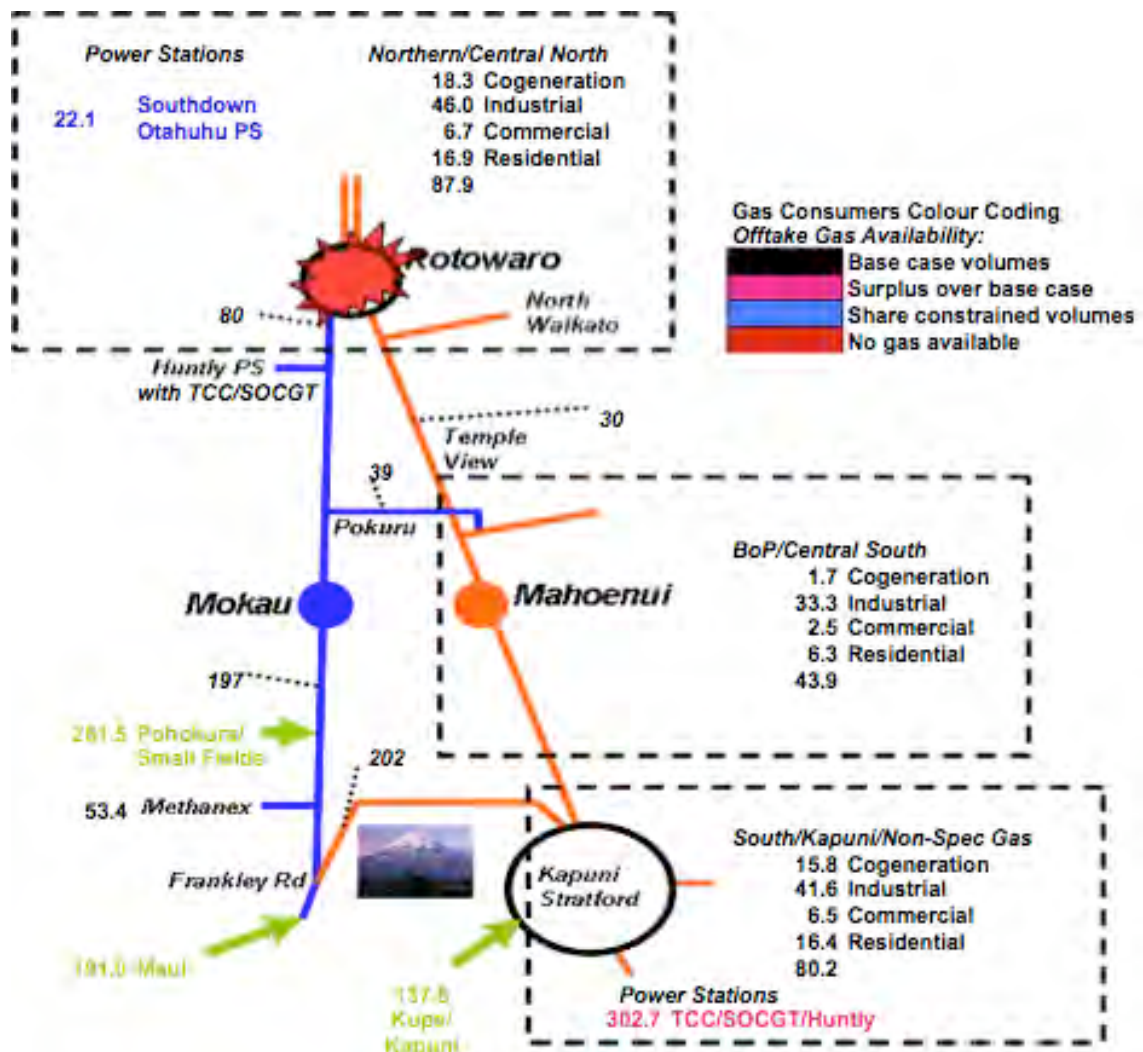 Power Stations
22.1 Southdown
Otahuhu PS
Northern/Central North
18.3 Cogeneration
46.0 Industrial
6.7 Commercial
16.9 Residential
87.9
Rotowaro
80
North
Waikato
Huntly PS
with TCC/SOCGT
Gas Consumers Colour Coding
Offtake Gas Availability:
Base case volumes
Surplus over base case
Share constrained volumes
No gas available
30
Temple
View
39
Pokuru
Mokau
Mahoenui
BoP/Central South
1.7 Cogeneration
33.3 Industrial
2.5 Commercial
6.3 Residential
43.9
197
281.5 Pohokura/
Small Fields
202
53.4 Methanex
Frankley Rd
191.0 Maui
Kapuni
Stratford
137.8
Kupe/
Kapuni
South/Kapuni/Non-Spec Gas
15.8 Cogeneration
41.6 Industrial
6.5 Commercial
16.4 Residential
80.2
Power Stations
302.7 TCC/SOCGT/Huntly